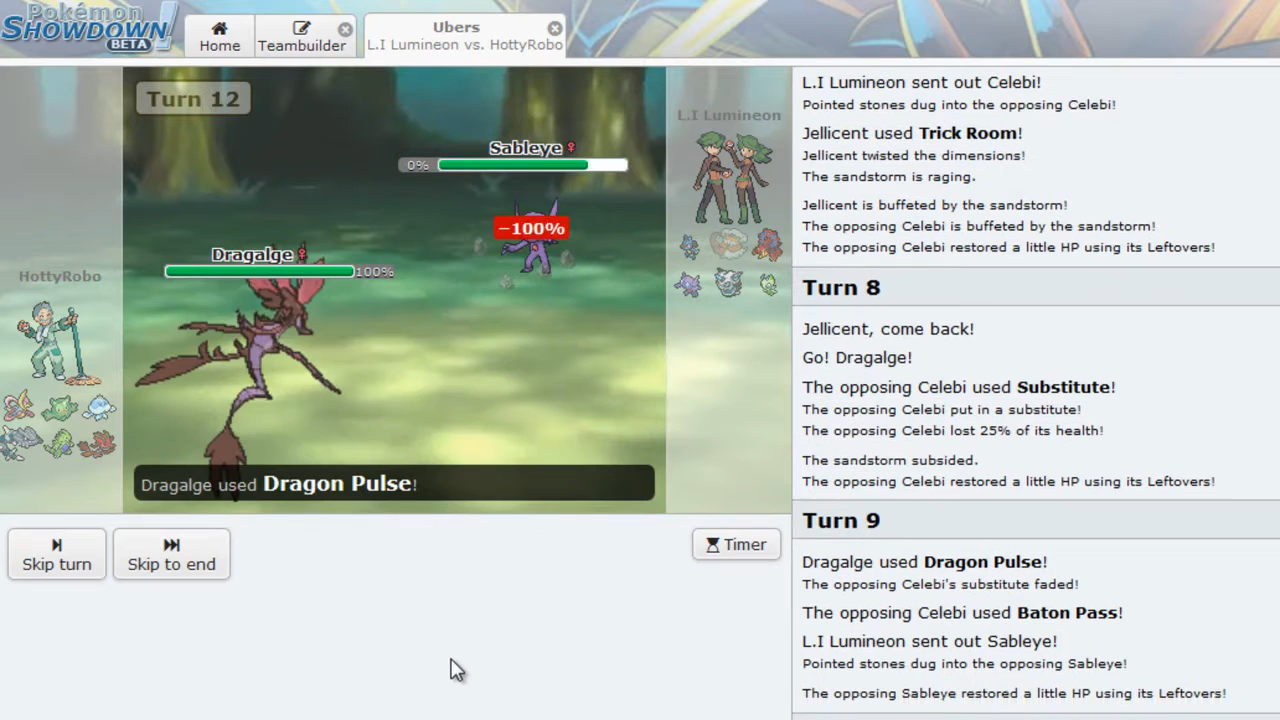 Pokémon
SHOWDOWN!
BETA
Home
Teambuilder
Ubers
L.I Lumineon vs. HottyRobo
Turn 12
Sableye ♀
0%
−100%
Dragalge ♀
100%
Dragalge used Dragon Pulse!
HottyRobo
L.I Lumineon
Skip turn
Skip to end
Timer
L.I Lumineon sent out Celebi!
Pointed stones dug into the opposing Celebi!
Jellicent used Trick Room!
Jellicent twisted the dimensions!
The sandstorm is raging.
Jellicent is buffeted by the sandstorm!
The opposing Celebi is buffeted by the sandstorm!
The opposing Celebi restored a little HP using its Leftovers!
Turn 8
Jellicent, come back!
Go! Dragalge!
The opposing Celebi used Substitute!
The opposing Celebi put in a substitute!
The opposing Celebi lost 25% of its health!
The sandstorm subsided.
The opposing Celebi restored a little HP using its Leftovers!
Turn 9
Dragalge used Dragon Pulse!
The opposing Celebi's substitute faded!
The opposing Celebi used Baton Pass!
L.I Lumineon sent out Sableye!
Pointed stones dug into the opposing Sableye!
The opposing Sableye restored a little HP using its Leftovers!